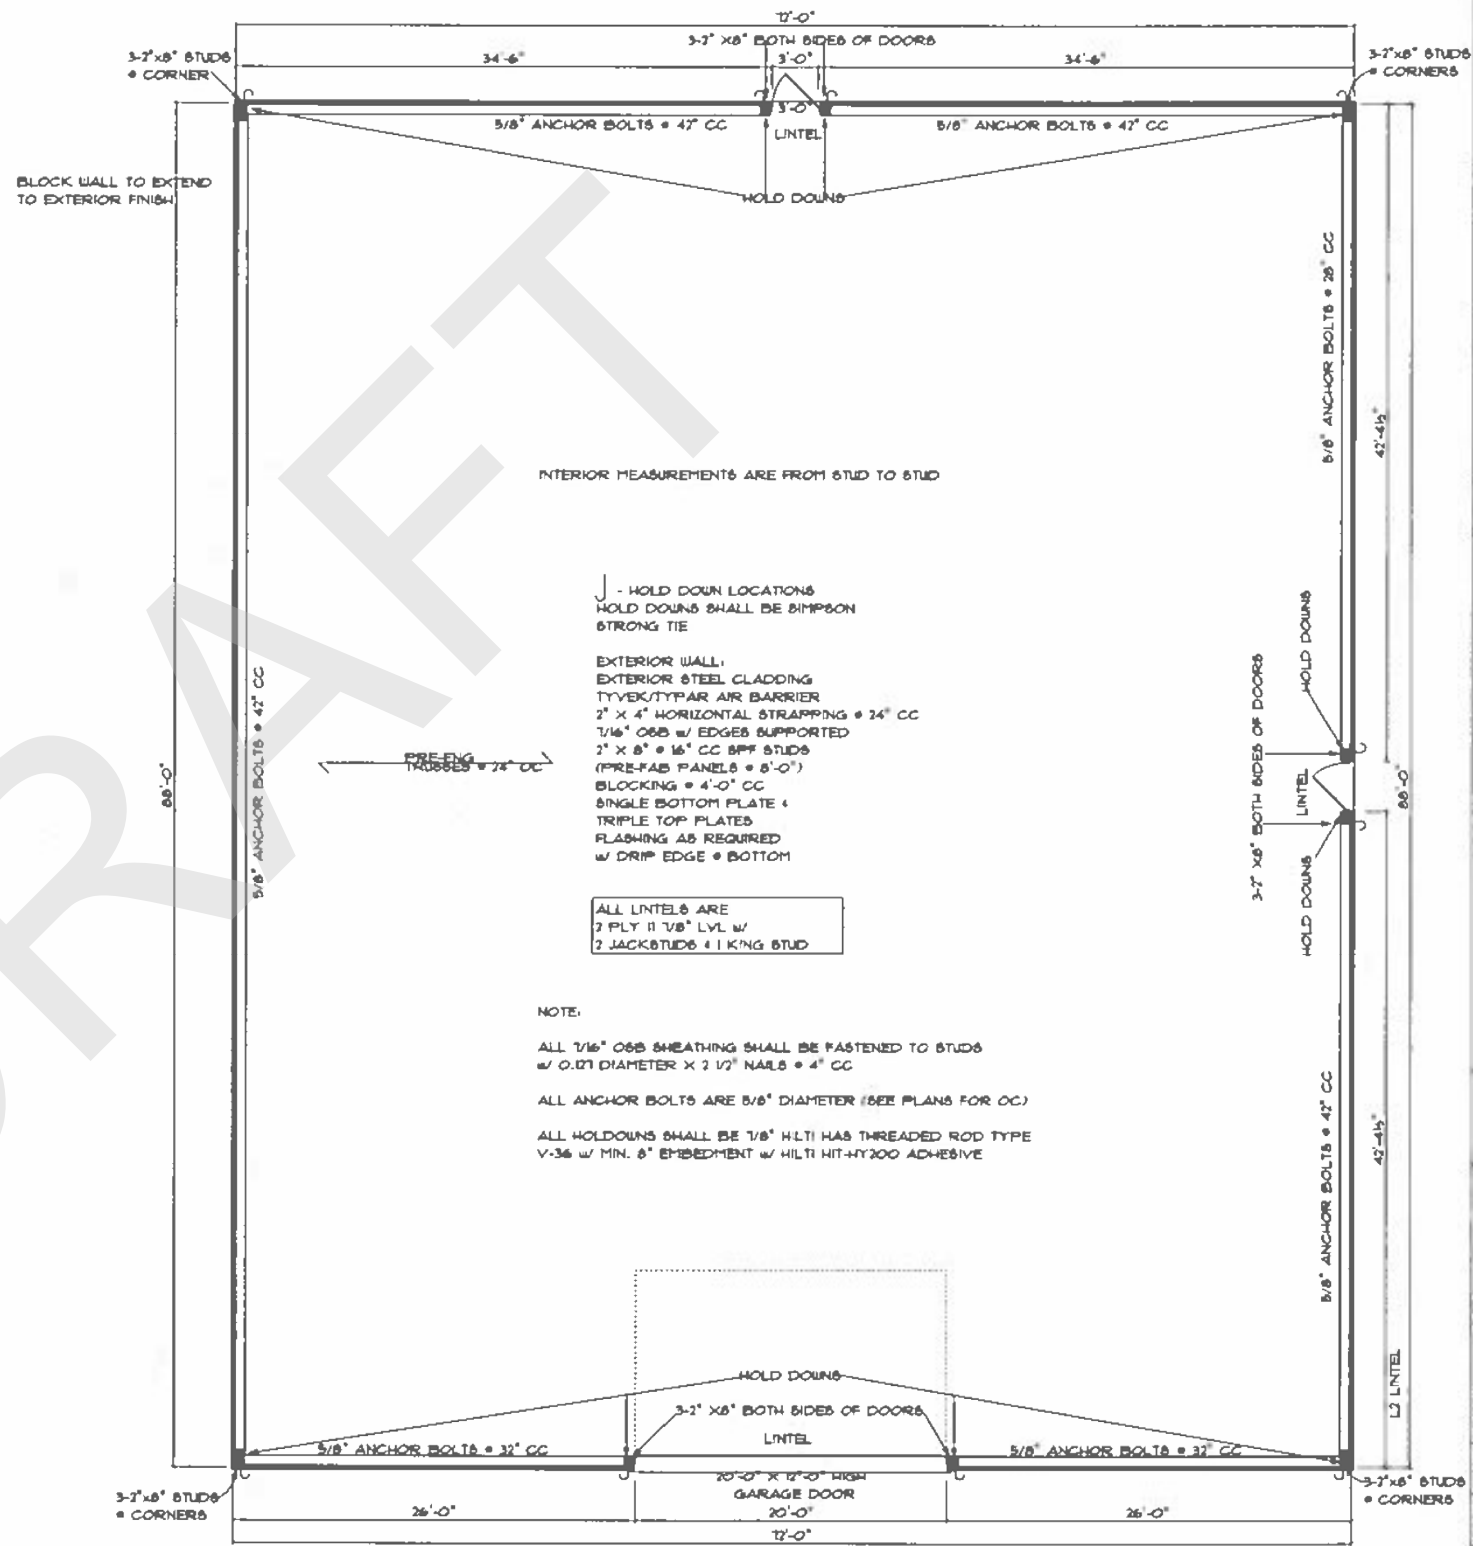 72'-0"
3-2" X8" BOTH SIDES OF DOORS
3-2"x8" STUDS
@ CORNER
34'-6"
3'-0"
34'-6"
3-2"x8" STUDS
@ CORNERS
3'-0"
5/8" ANCHOR BOLTS @ 42" CC
LINTEL
5/8" ANCHOR BOLTS @ 42" CC
BLOCK WALL TO EXTEND
TO EXTERIOR FINISH
HOLD DOWNS
5/8" ANCHOR BOLTS @ 28" CC
42'-4½"
INTERIOR MEASUREMENTS ARE FROM STUD TO STUD
- HOLD DOWN LOCATIONS
HOLD DOWNS SHALL BE SIMPSON
STRONG TIE
EXTERIOR WALL:
EXTERIOR STEEL CLADDING
TYVEK/TYPAR AIR BARRIER
2" X 4" HORIZONTAL STRAPPING @ 24" CC
7/16" OSB w/ EDGES SUPPORTED
2" X 8" @ 16" CC SPF STUDS
(PRE-FAB PANELS @ 8'-0")
BLOCKING @ 4'-0" CC
SINGLE BOTTOM PLATE &
TRIPLE TOP PLATES
FLASHING AS REQUIRED
w/ DRIP EDGE @ BOTTOM
PRE-ENG
TRUSSES @ 24" OC
88'-0"
5/8" ANCHOR BOLTS @ 42" CC
HOLD DOWNS
3-2" X8" BOTH SIDES OF DOORS
LINTEL
88'-0"
HOLD DOWNS
ALL LINTELS ARE
2 PLY 11 7/8" LVL w/
2 JACKSTUDS & 1 KING STUD
NOTE:
ALL 7/16" OSB SHEATHING SHALL BE FASTENED TO STUDS
w/ 0.127 DIAMETER X 2 1/2" NAILS @ 4" CC
ALL ANCHOR BOLTS ARE 5/8" DIAMETER (SEE PLANS FOR OC)
ALL HOLDOWNS SHALL BE 7/8" HILTI HAS THREADED ROD TYPE
V-36 w/ MIN. 8" EMBEDMENT w/ HILTI HIT-HY200 ADHESIVE
5/8" ANCHOR BOLTS @ 42" CC
42'-4½"
L2 LINTEL
HOLD DOWNS
3-2" X8" BOTH SIDES OF DOORS
LINTEL
5/8" ANCHOR BOLTS @ 32" CC
5/8" ANCHOR BOLTS @ 32" CC
20'-0" X 12'-0" HIGH
GARAGE DOOR
3-2"x8" STUDS
@ CORNERS
3-2"x8" STUDS
@ CORNERS
26'-0"
20'-0"
26'-0"
72'-0"
DRAFT